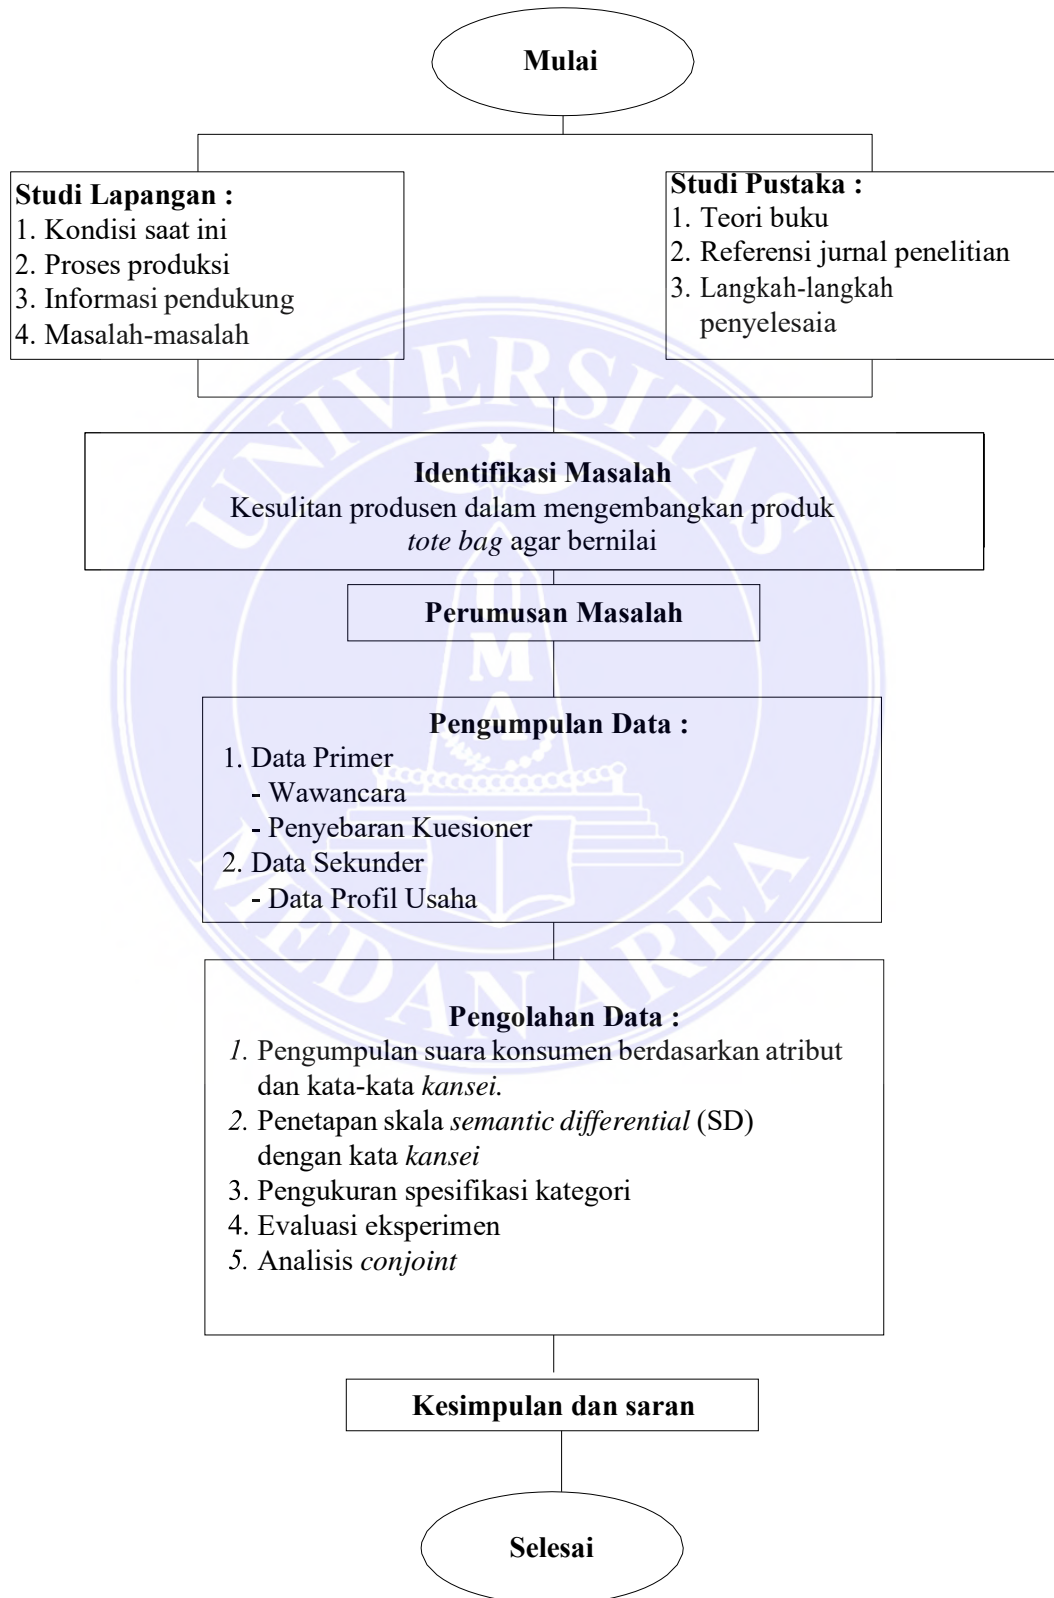 Mulai
Studi Lapangan :
1. Kondisi saat ini
2. Proses produksi
3. Informasi pendukung
4. Masalah-masalah
Studi Pustaka :
1. Teori buku
2. Referensi jurnal penelitian
3. Langkah-langkah
penyelesaia
Identifikasi Masalah
Kesulitan produsen dalam mengembangkan produk
tote bag agar bernilai
Perumusan Masalah
Pengumpulan Data :
1. Data Primer
- Wawancara
- Penyebaran Kuesioner
2. Data Sekunder
- Data Profil Usaha
Pengolahan Data :
1. Pengumpulan suara konsumen berdasarkan atribut
dan kata-kata kansei.
2. Penetapan skala semantic differential (SD)
dengan kata kansei
3. Pengukuran spesifikasi kategori
4. Evaluasi eksperimen
5. Analisis conjoint
Kesimpulan dan saran
Selesai
UNIVERSITAS
MEDAN AREA
U
M
A